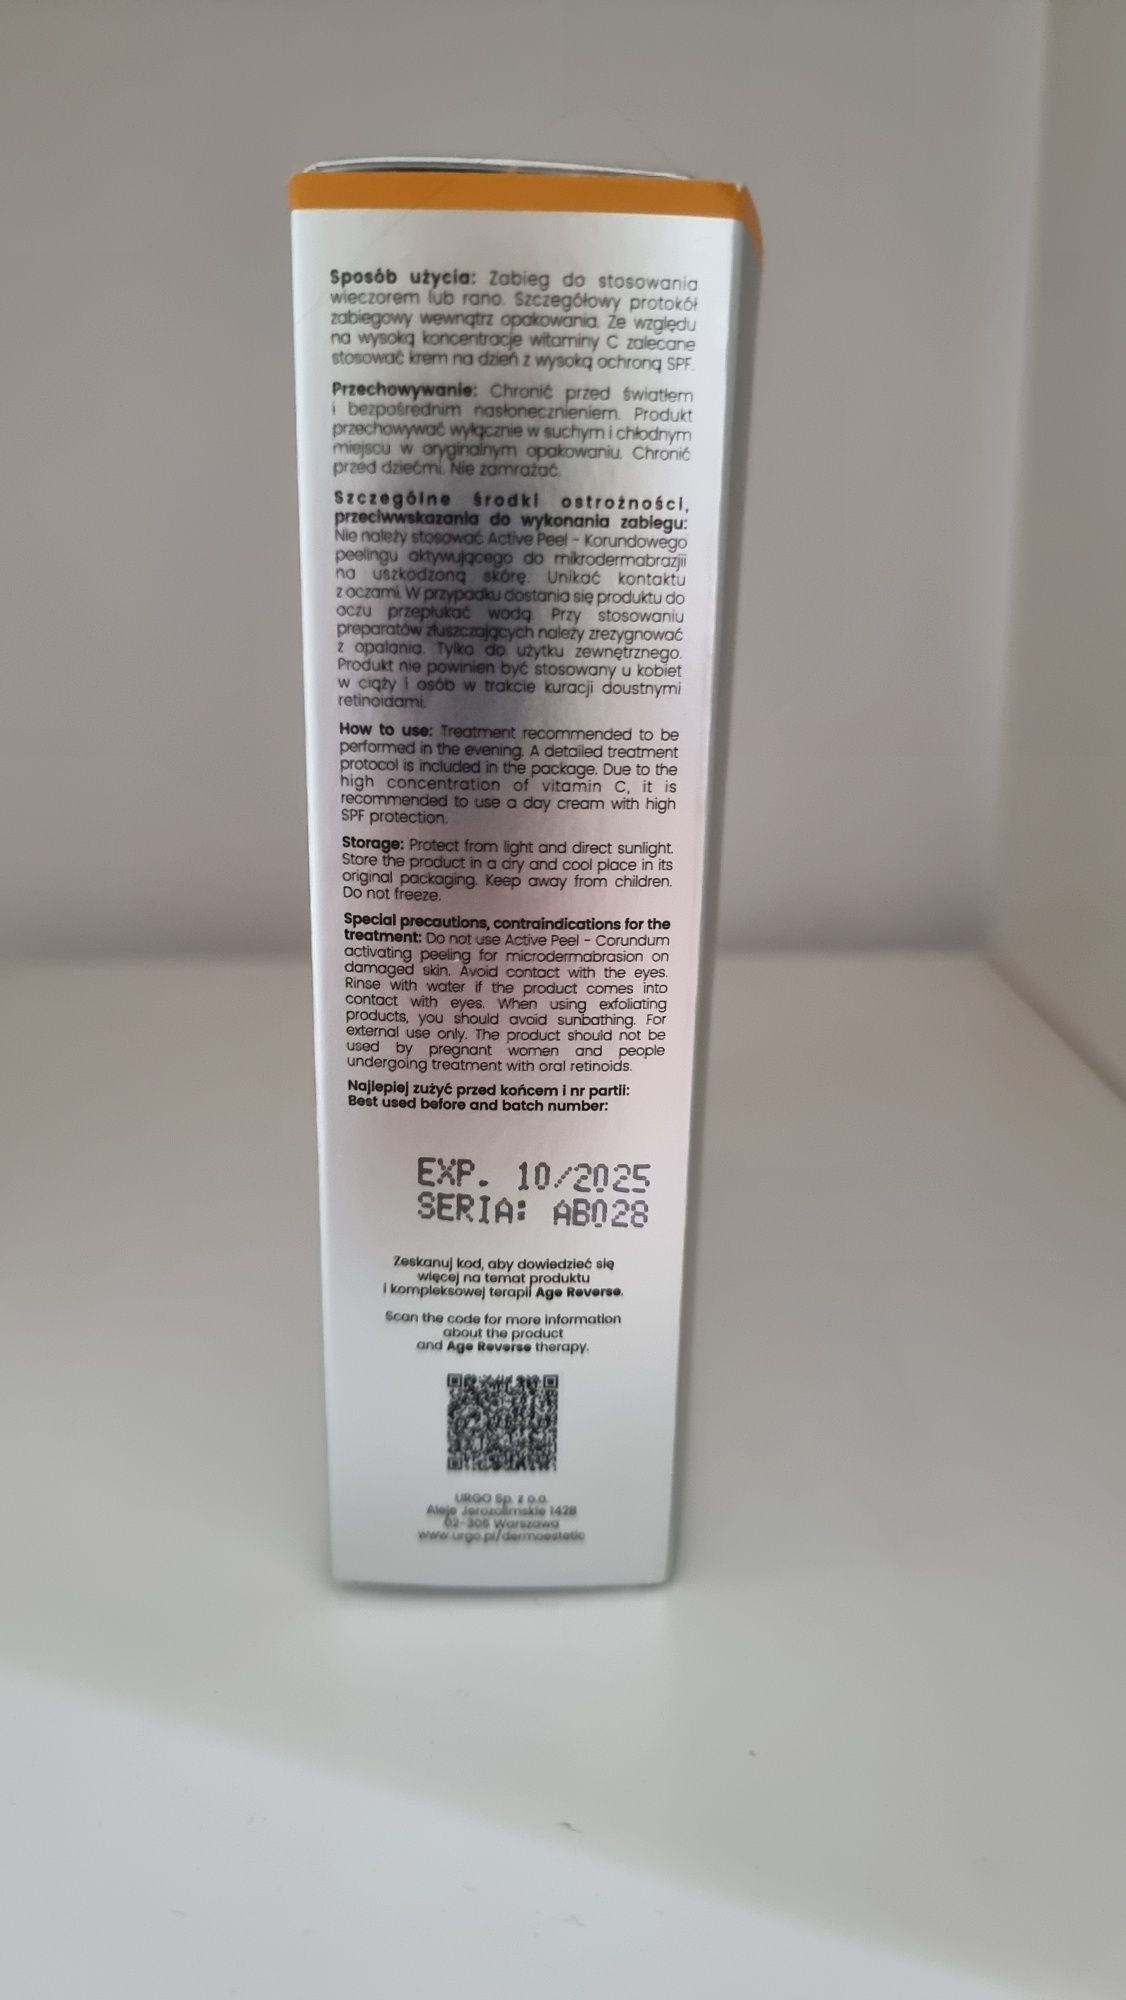 Sposób użycia: Zabieg do stosowania
wieczorem lub rano. Szczegółowy protokół
zabiegowy wewnątrz opakowania. Ze względu
na wysoką koncentrację witaminy C zalecane
stosować krem na dzień z wysoką ochroną SPF.
Przechowywanie: Chronić przed światłem
i bezpośrednim nasłonecznieniem. Produkt
przechowywać wyłącznie w suchym i chłodnym
miejscu w oryginalnym opakowaniu. Chronić
przed dziećmi. Nie zamrażać.
Szczególne środki ostrożności,
przeciwwskazania do wykonania zabiegu:
Nie należy stosować Active Peel - Korundowego
peelingu aktywującego do mikrodermabrazjii
na uszkodzoną skórę. Unikać kontaktu
z oczami. W przypadku dostania się produktu do
oczu przepłukać wodą. Przy stosowaniu
preparatów złuszczających należy zrezygnować
z opalania. Tylko do użytku zewnętrznego.
Produkt nie powinien być stosowany u kobiet
w ciąży i osób w trakcie kuracji doustnymi
retinoidami.
How to use: Treatment recommended to be
performed in the evening. A detailed treatment
protocol is included in the package. Due to the
high concentration of vitamin C, it is
recommended to use a day cream with high
SPF protection.
Storage: Protect from light and direct sunlight.
Store the product in a dry and cool place in its
original packaging. Keep away from children.
Do not freeze.
Special precautions, contraindications for the
treatment: Do not use Active Peel - Corundum
activating peeling for microdermabrasion on
damaged skin. Avoid contact with the eyes.
Rinse with water if the product comes into
contact with eyes. When using exfoliating
products, you should avoid sunbathing. For
external use only. The product should not be
used by pregnant women and people
undergoing treatment with oral retinoids.
Najlepiej zużyć przed końcem i nr partii:
Best used before and batch number:
EXP. 10/2025
SERIA: AB028
Zeskanuj kod, aby dowiedzieć się
więcej na temat produktu
i kompleksowej terapii Age Reverse.
Scan the code for more information
about the product
and Age Reverse therapy.
URGO Sp. z o.o.
Aleje Jerozolimskie 142B
02-305 Warszawa
www.urgo.pl/dermoestetic